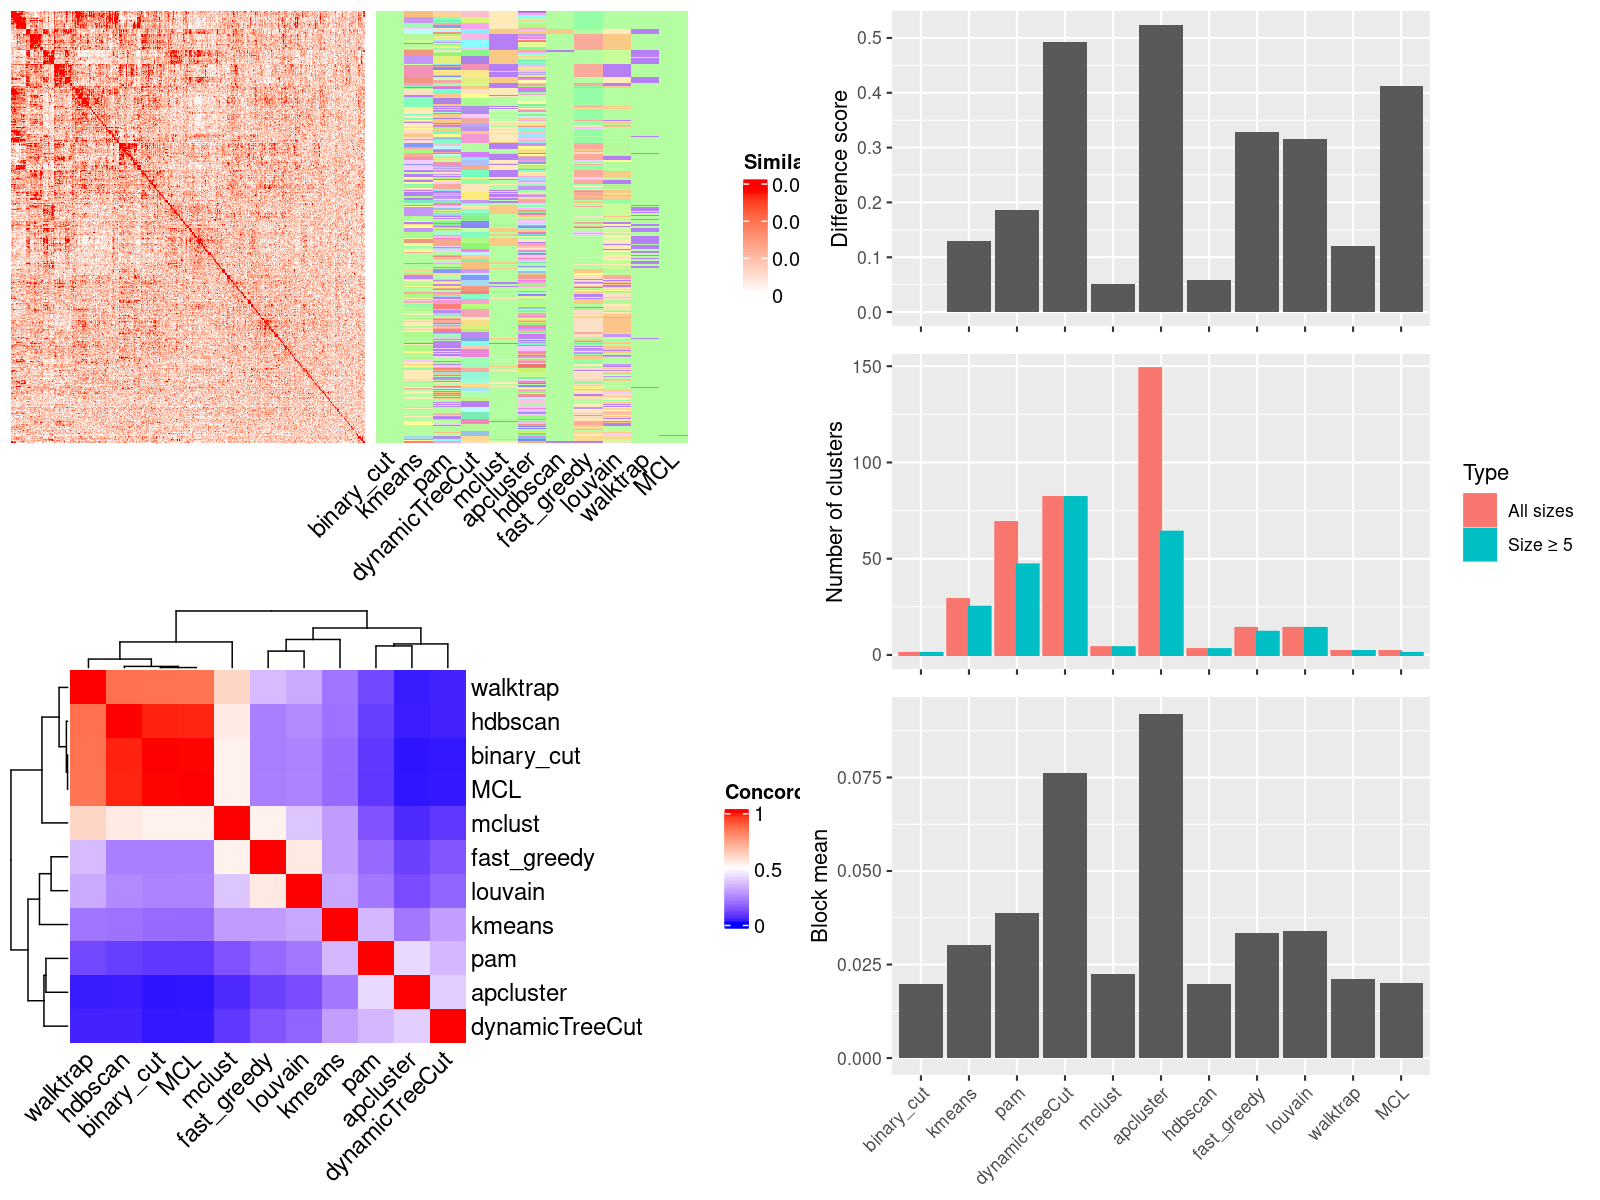 Simila
0.0
0.0
0.0
0
binary_cut
kmeans
pam
dynamicTreeCut
mclust
apcluster
hdbscan
fast_greedy
louvain
walktrap
MCL
walktrap
hdbscan
binary_cut
MCL
mclust
fast_greedy
louvain
kmeans
pam
apcluster
dynamicTreeCut
walktrap
hdbscan
binary_cut
MCL
mclust
fast_greedy
louvain
kmeans
pam
apcluster
dynamicTreeCut
Concord
1
0.5
0
Difference score
0.5
0.4
0.3
0.2
0.1
0.0
Number of clusters
150
100
50
0
Type
All sizes
Size ≥ 5
Block mean
0.075
0.050
0.025
0.000
binary_cut
kmeans
pam
dynamicTreeCut
mclust
apcluster
hdbscan
fast_greedy
louvain
walktrap
MCL